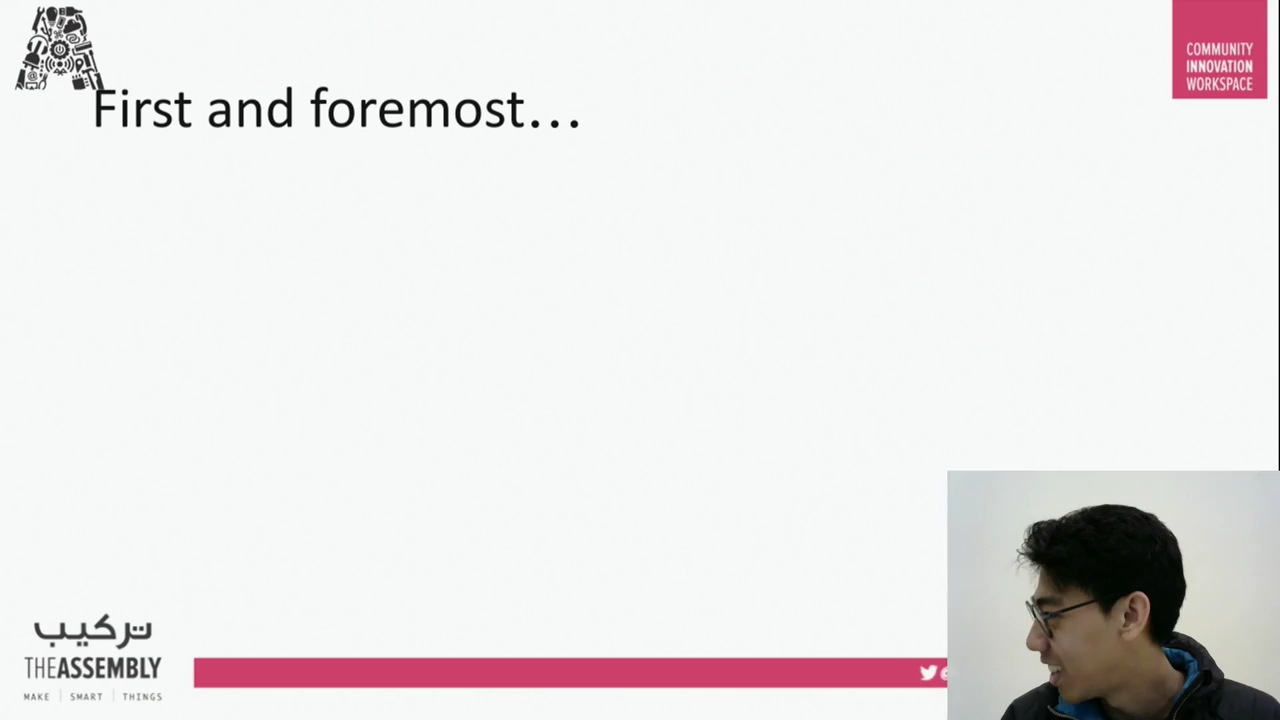 COMMUNITY
INNOVATION
WORKSPACE
First and foremost...
تركيب
THEASSEMBLY
MAKE | SMART | THINGS